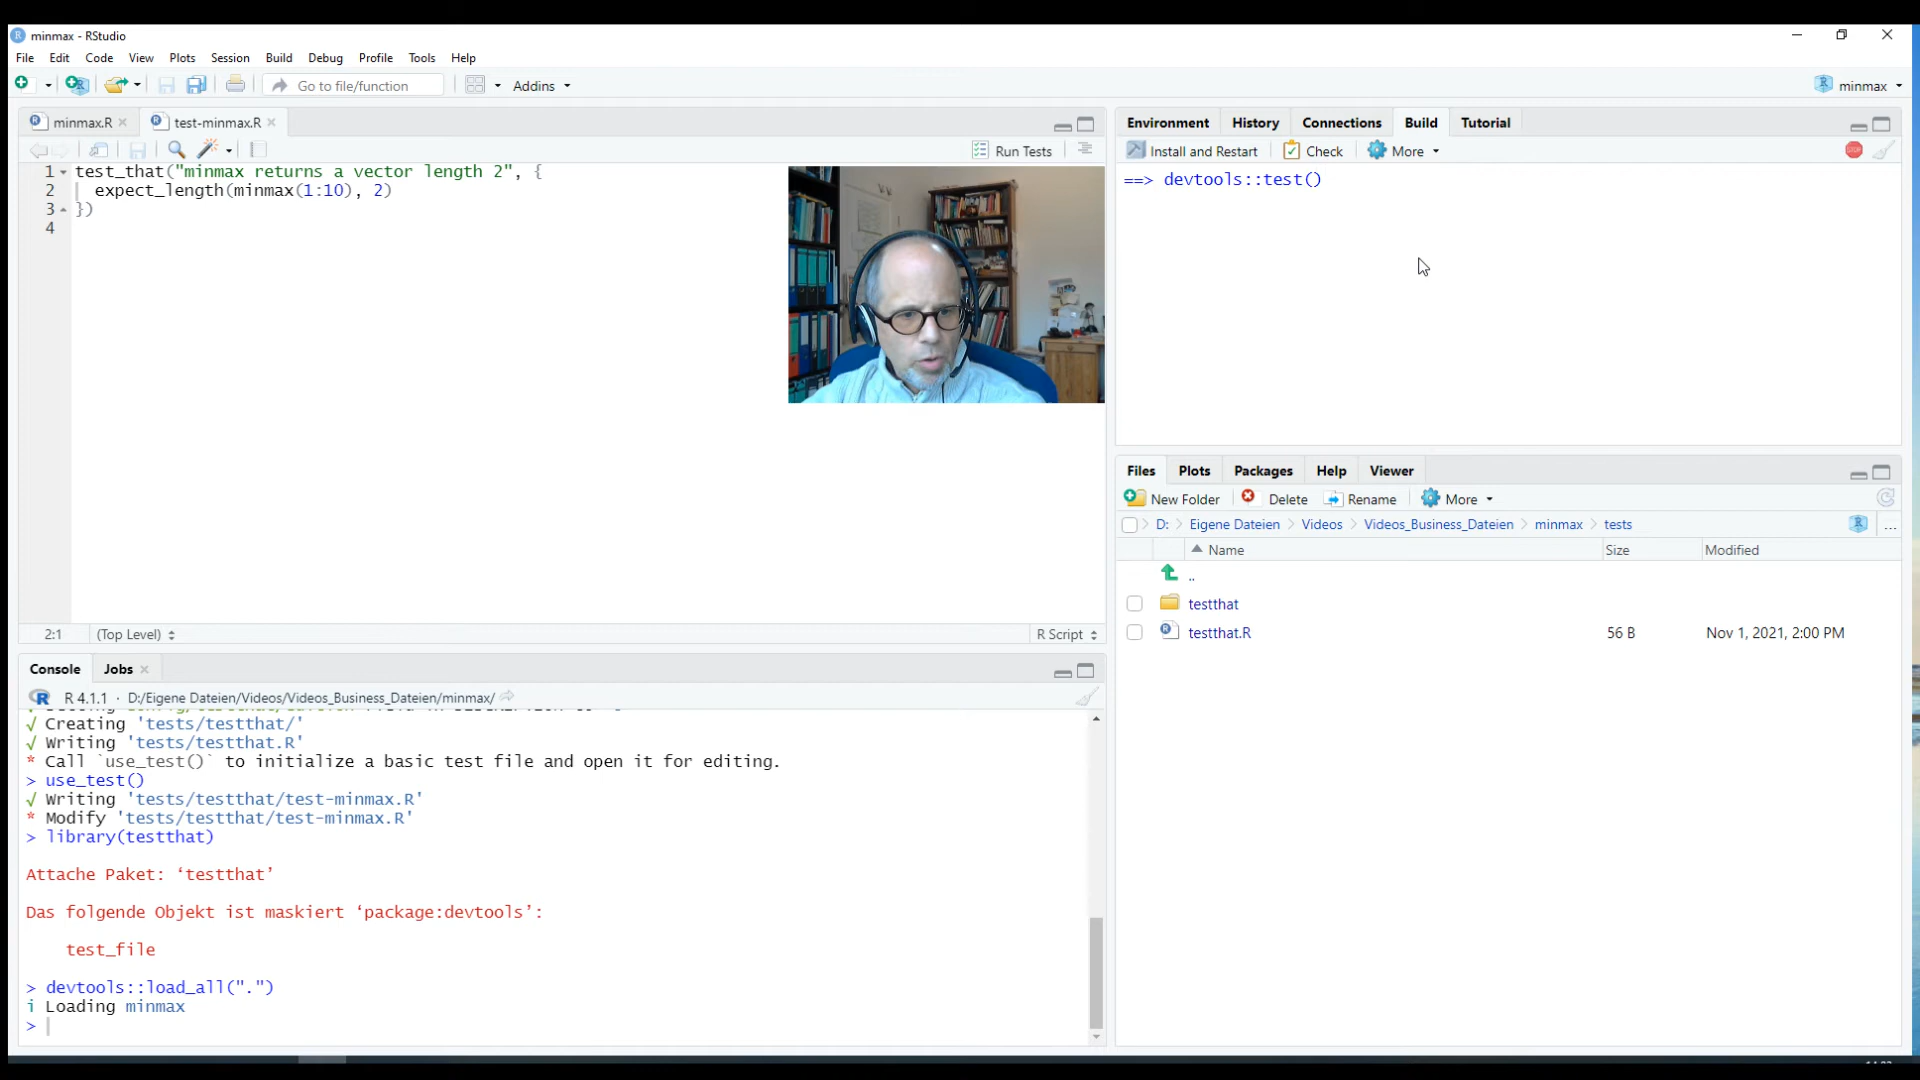 minmax - RStudio
File Edit Code View Plots Session Build Debug Profile Tools Help
Go to file/function Addins minmax
minmax.R test-minmax.R
Run Tests
1 test_that("minmax returns a vector length 2", {
2 expect_length(minmax(1:10), 2)
3 })
4
2:1 (Top Level) R Script
Console Jobs
R 4.1.1 · D:/Eigene Dateien/Videos/Videos_Business_Dateien/minmax/
√ Creating 'tests/testthat/'
√ Writing 'tests/testthat.R'
* Call `use_test()` to initialize a basic test file and open it for editing.
> use_test()
√ Writing 'tests/testthat/test-minmax.R'
* Modify 'tests/testthat/test-minmax.R'
> library(testthat)
Attache Paket: ‘testthat’
Das folgende Objekt ist maskiert ‘package:devtools’:
test_file
> devtools::load_all(".")
i Loading minmax
>
Environment History Connections Build Tutorial
Install and Restart Check More STOP
==> devtools::test()
Files Plots Packages Help Viewer
New Folder Delete Rename More
D: Eigene Dateien Videos Videos_Business_Dateien minmax tests ...
Name Size Modified
..
testthat
testthat.R 56 B Nov 1, 2021, 2:00 PM